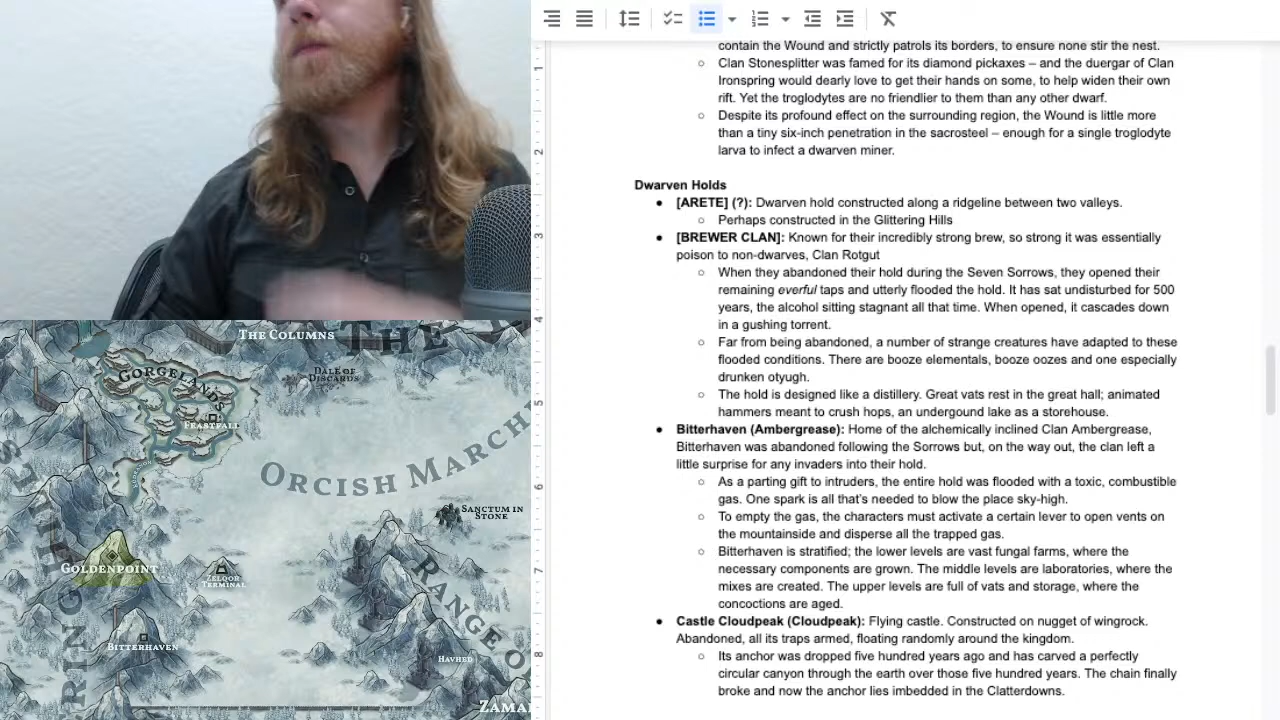 contain the Wound and strictly patrols its borders, to ensure none stir the nest.
○ Clan Stonesplitter was famed for its diamond pickaxes – and the duergar of Clan
Ironspring would dearly love to get their hands on some, to help widen their own
rift. Yet the troglodytes are no friendlier to them than any other dwarf.
○ Despite its profound effect on the surrounding region, the Wound is little more
than a tiny six-inch penetration in the sacrosteel – enough for a single troglodyte
larva to infect a dwarven miner.
Dwarven Holds
● [ARETE] (?): Dwarven hold constructed along a ridgeline between two valleys.
○ Perhaps constructed in the Glittering Hills
● [BREWER CLAN]: Known for their incredibly strong brew, so strong it was essentially
poison to non-dwarves, Clan Rotgut
○ When they abandoned their hold during the Seven Sorrows, they opened their
remaining everful taps and utterly flooded the hold. It has sat undisturbed for 500
years, the alcohol sitting stagnant all that time. When opened, it cascades down
in a gushing torrent.
○ Far from being abandoned, a number of strange creatures have adapted to these
flooded conditions. There are booze elementals, booze oozes and one especially
drunken otyugh.
○ The hold is designed like a distillery. Great vats rest in the great hall; animated
hammers meant to crush hops, an undergound lake as a storehouse.
● Bitterhaven (Ambergrease): Home of the alchemically inclined Clan Ambergrease,
Bitterhaven was abandoned following the Sorrows but, on the way out, the clan left a
little surprise for any invaders into their hold.
○ As a parting gift to intruders, the entire hold was flooded with a toxic, combustible
gas. One spark is all that's needed to blow the place sky-high.
○ To empty the gas, the characters must activate a certain lever to open vents on
the mountainside and disperse all the trapped gas.
○ Bitterhaven is stratified; the lower levels are vast fungal farms, where the
necessary components are grown. The middle levels are laboratories, where the
mixes are created. The upper levels are full of vats and storage, where the
concoctions are aged.
● Castle Cloudpeak (Cloudpeak): Flying castle. Constructed on nugget of wingrock.
Abandoned, all its traps armed, floating randomly around the kingdom.
○ Its anchor was dropped five hundred years ago and has carved a perfectly
circular canyon through the earth over those five hundred years. The chain finally
broke and now the anchor lies imbedded in the Clatterdowns.
1
2
3
4
5
6
7
8
THE COLUMNS
THE
DALE OF
DISCARDS
GORGELANDS
FEASTFALL
ORCISH MARCH
SANCTUM IN
STONE
GOLDENPOINT
ZELQOR
TERMINAL
RANGE O
RING
BITTERHAVEN
HAVHED
ZAMA